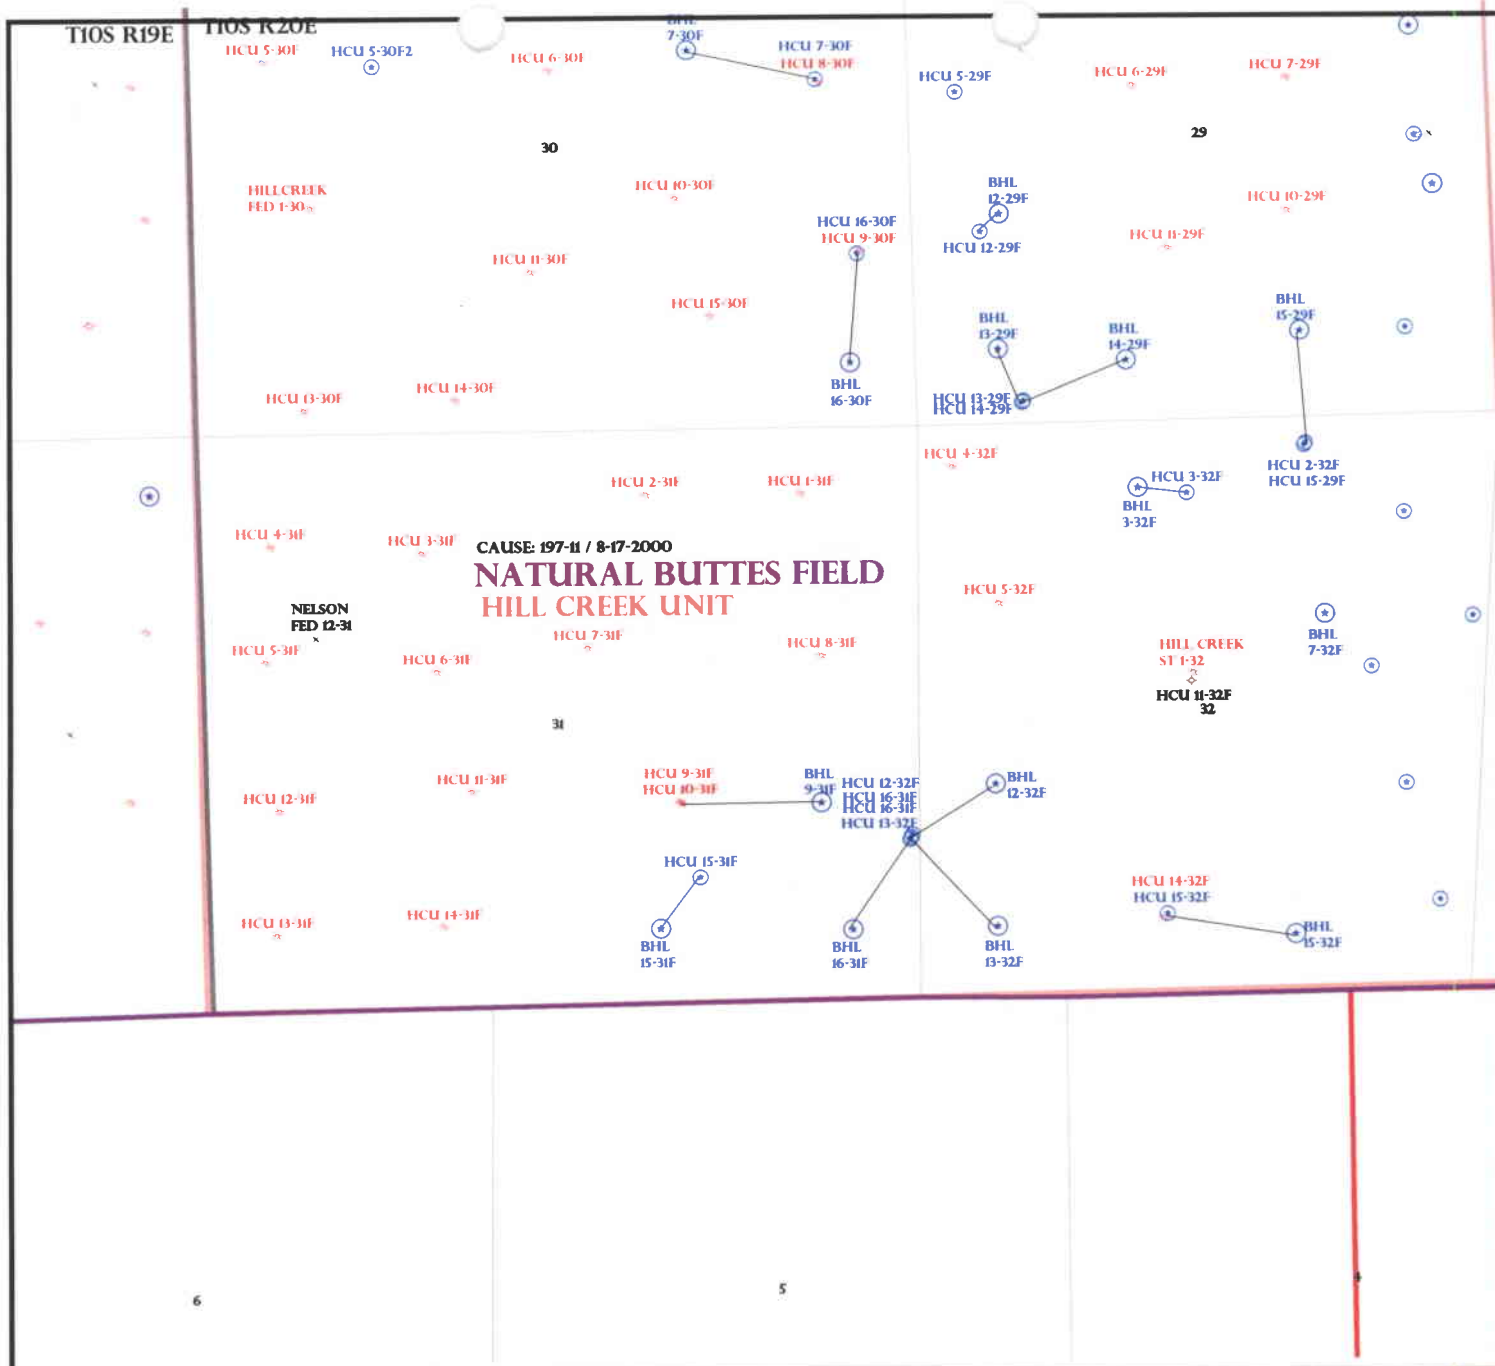 T10S R19E
T10S R20E
HCU 5-30F
HCU 5-30F2
HCU 6-30F
BHL
7-30F
HCU 7-30F
HCU 8-30F
HCU 5-29F
HCU 6-29F
HCU 7-29F
30
29
HILL CREEK
FED 1-30
HCU 10-30F
HCU 16-30F
HCU 9-30F
BHL
12-29F
HCU 12-29F
HCU 10-29F
HCU 11-29F
HCU 11-30F
HCU 15-30F
BHL
13-29F
BHL
14-29F
BHL
15-29F
HCU 13-30F
HCU 14-30F
BHL
16-30F
HCU 13-29F
HCU 14-29F
HCU 4-32F
HCU 2-32F
HCU 15-29F
HCU 2-31F
HCU 1-31F
HCU 3-32F
BHL
3-32F
HCU 4-31F
HCU 3-31F
CAUSE: 197-11 / 8-17-2000
NATURAL BUTTES FIELD
HILL CREEK UNIT
HCU 5-32F
NELSON
FED 12-31
HCU 5-31F
HCU 6-31F
HCU 7-31F
HCU 8-31F
HILL CREEK
ST 1-32
HCU 11-32F
32
BHL
7-32F
31
HCU 12-31F
HCU 11-31F
HCU 9-31F
HCU 10-31F
BHL
9-31F
HCU 12-32F
HCU 16-31F
HCU 16-31F
HCU 13-32F
BHL
12-32F
HCU 13-31F
HCU 14-31F
HCU 15-31F
BHL
15-31F
BHL
16-31F
BHL
13-32F
HCU 14-32F
HCU 15-32F
BHL
15-32F
6
5
4